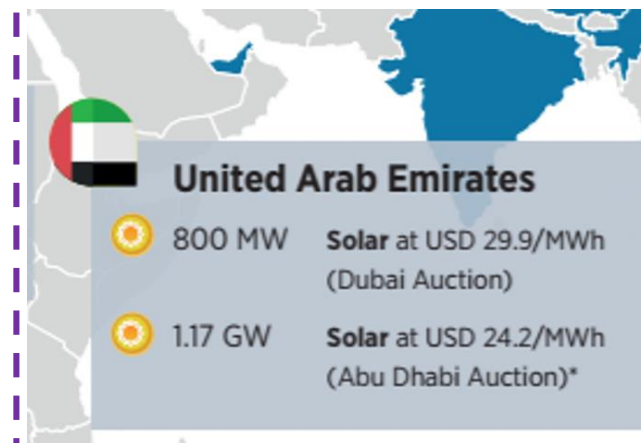 United Arab Emirates
800 MW Solar at USD 29.9/MWh
(Dubai Auction)
1.17 GW Solar at USD 24.2/MWh
(Abu Dhabi Auction)*